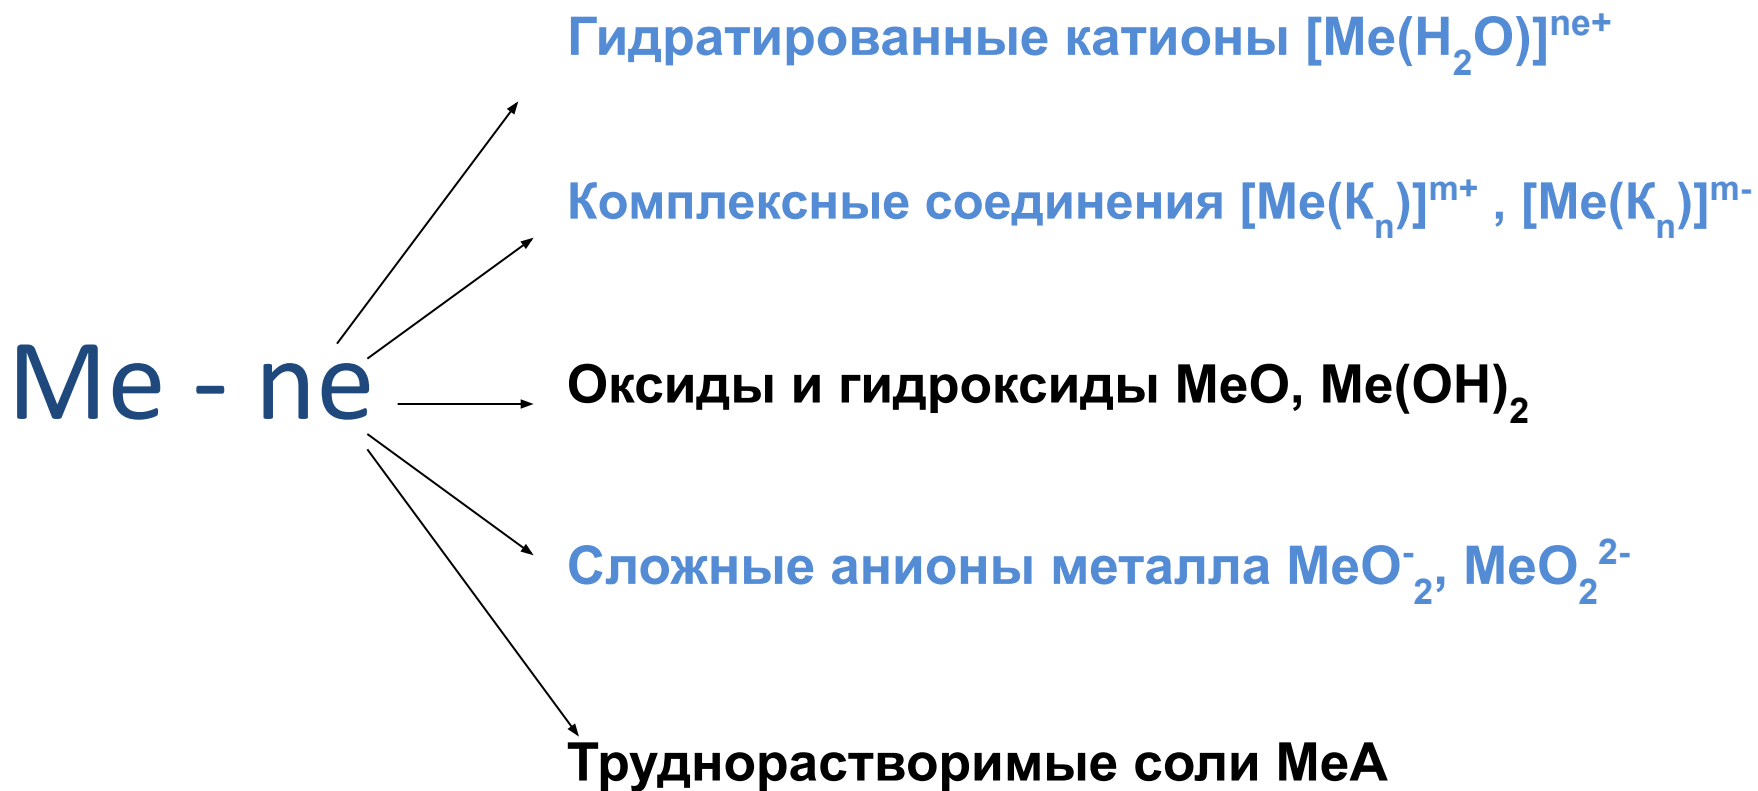 Гидратированные катионы [Me(H₂O)]ⁿᵉ⁺
Комплексные соединения [Me(Kₙ)]ᵐ⁺ , [Me(Kₙ)]ᵐ⁻
Me - ne
Оксиды и гидроксиды MeO, Me(OH)₂
Сложные анионы металла MeO⁻₂, MeO₂²⁻
Труднорастворимые соли MeA